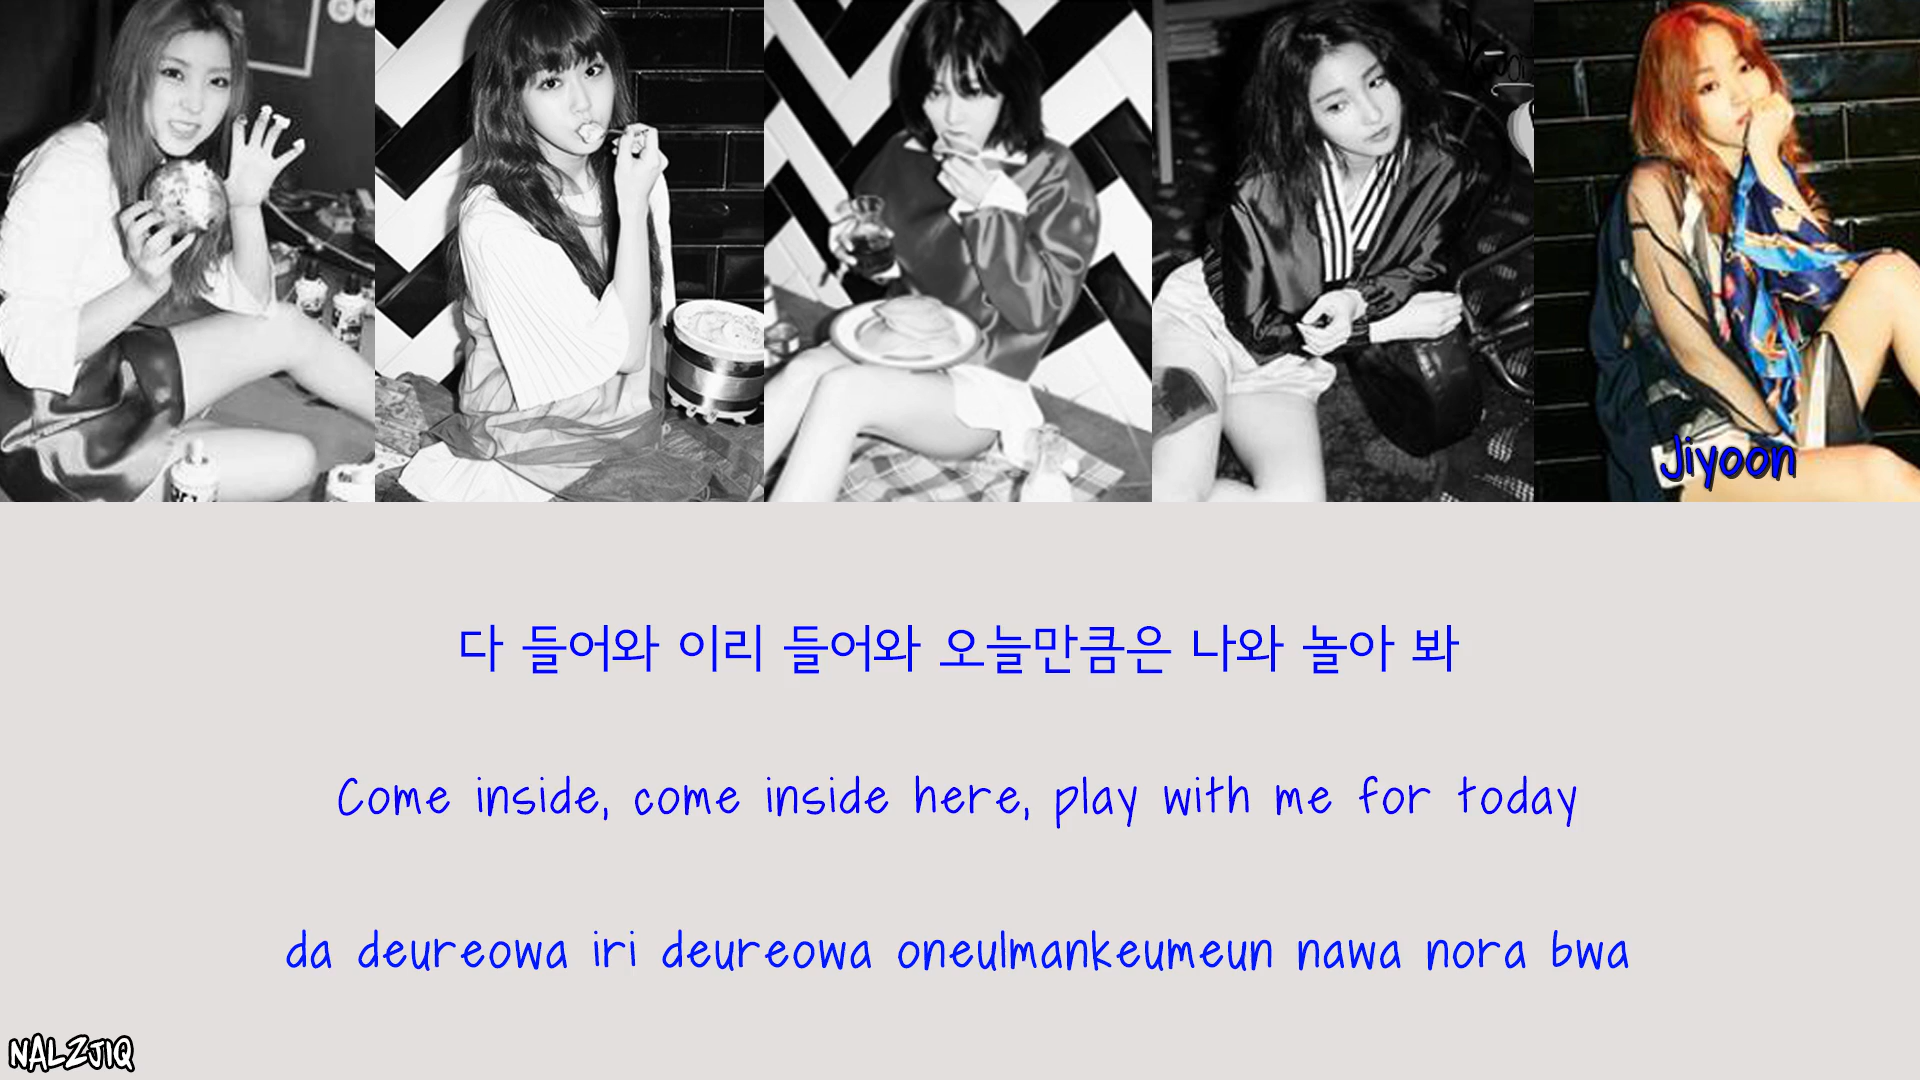 Jiyoon
다 들어와 이리 들어와 오늘만큼은 나와 놀아 봐
Come inside, come inside here, play with me for today
da deureowa iri deureowa oneulmankeumeun nawa nora bwa
NALZJIQ